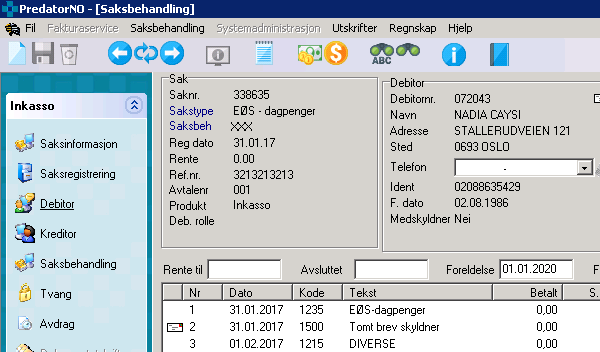 PredatorNO - [Saksbehandling]
Fil Fakturaservice Saksbehandling Systemadministrasjon Utskrifter Regnskap Hjelp
ABC
Inkasso
Saksinformasjon
Saksregistrering
Debitor
Kreditor
Saksbehandling
Tvang
Avdrag
Sak
Saknr. 338635
Sakstype EØS - dagpenger
Saksbeh XXX
Reg dato 31.01.17
Rente 0.00
Ref.nr. 3213213213
Avtalenr 001
Produkt Inkasso
Deb. rolle
Debitor
Debitornr. 072043
Navn NADIA CAYSI
Adresse STALLERUDVEIEN 121
Sted 0693 OSLO
Telefon -
Ident 02088635429
F. dato 02.08.1986
Medskyldner Nei
Rente til Avsluttet Foreldelse 01.01.2020 F
Nr Dato Kode Tekst Betalt S.
1 31.01.2017 1235 EØS-dagpenger 0,00
2 31.01.2017 1500 Tomt brev skyldner 0,00
3 01.02.2017 1215 DIVERSE 0,00